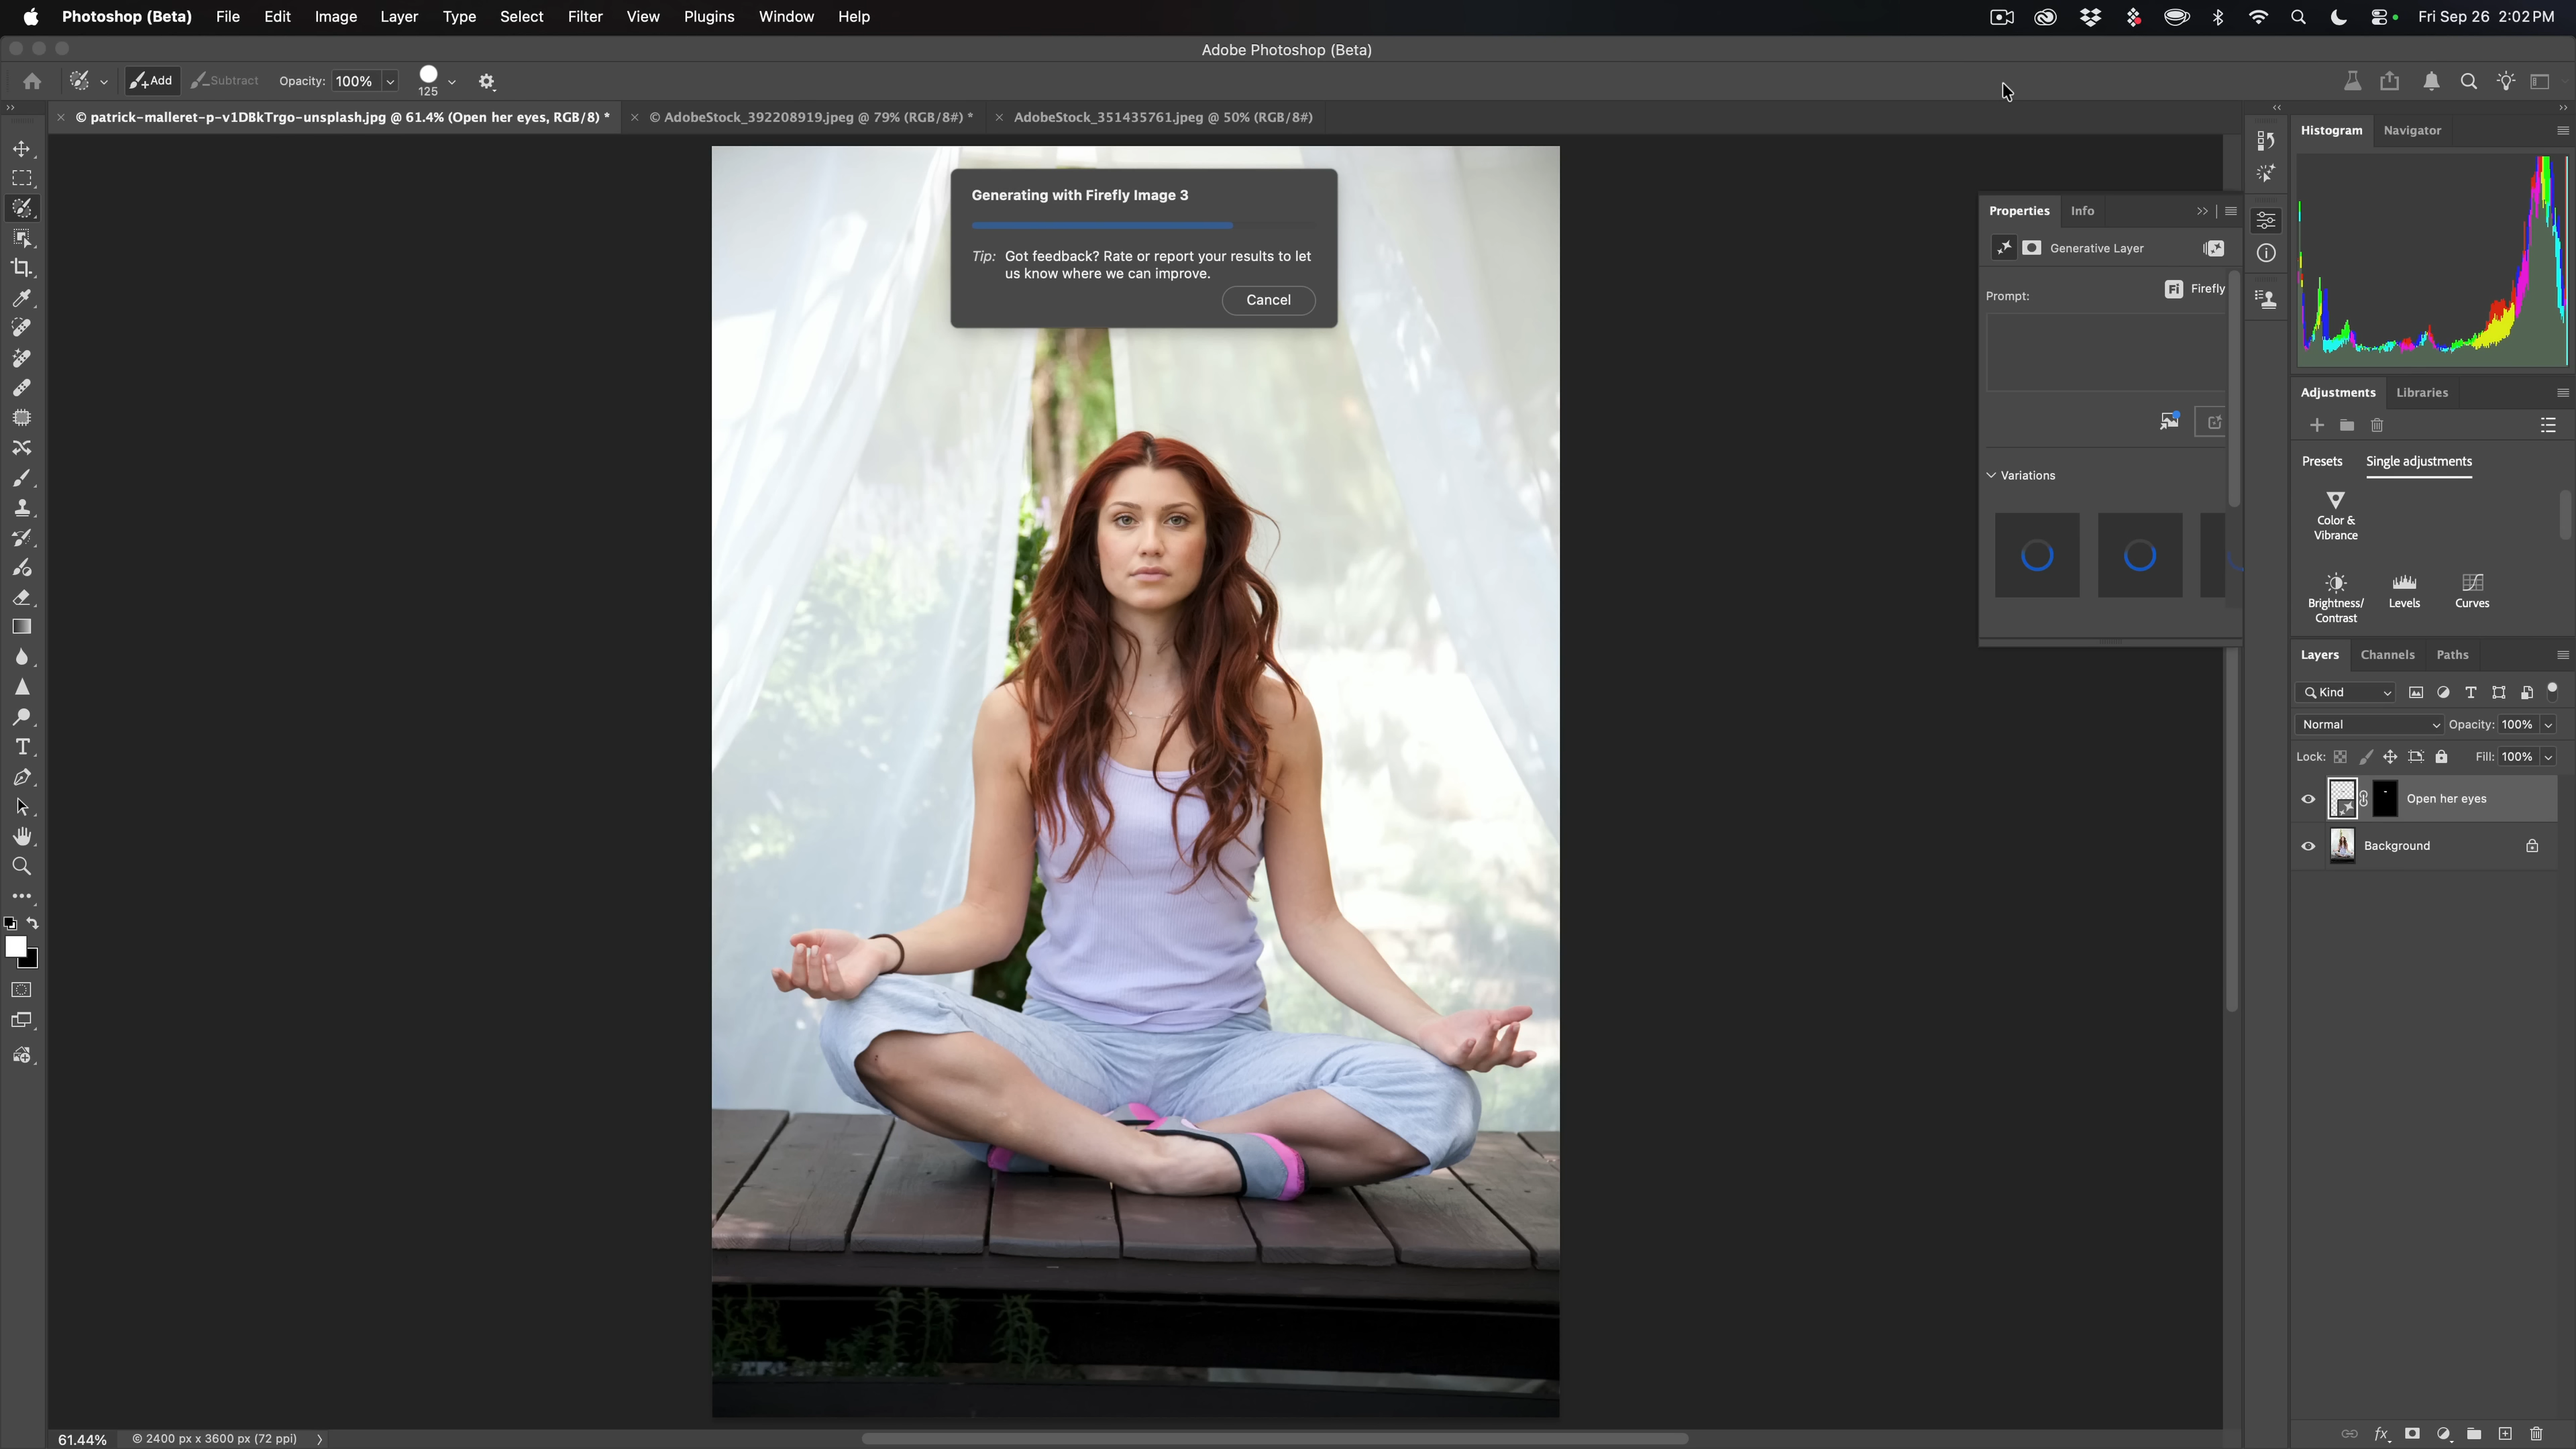 Photoshop (Beta) File Edit Image Layer Type Select Filter View Plugins Window Help
Fri Sep 26 2:02 PM
Adobe Photoshop (Beta)
Add Subtract Opacity: 100% 125
© patrick-malleret-p-v1DBkTrgo-unsplash.jpg @ 61.4% (Open her eyes, RGB/8) *
© AdobeStock_392208919.jpeg @ 79% (RGB/8#) *
AdobeStock_351435761.jpeg @ 50% (RGB/8#)
Generating with Firefly Image 3
Tip: Got feedback? Rate or report your results to let
us know where we can improve.
Cancel
Properties Info
Generative Layer
Fi Firefly
Prompt:
Variations
Histogram Navigator
Adjustments Libraries
Presets Single adjustments
Color &
Vibrance
Brightness/
Contrast
Levels
Curves
Layers Channels Paths
Kind
Normal Opacity: 100%
Lock: Fill: 100%
Open her eyes
Background
fx
61.44% © 2400 px x 3600 px (72 ppi)